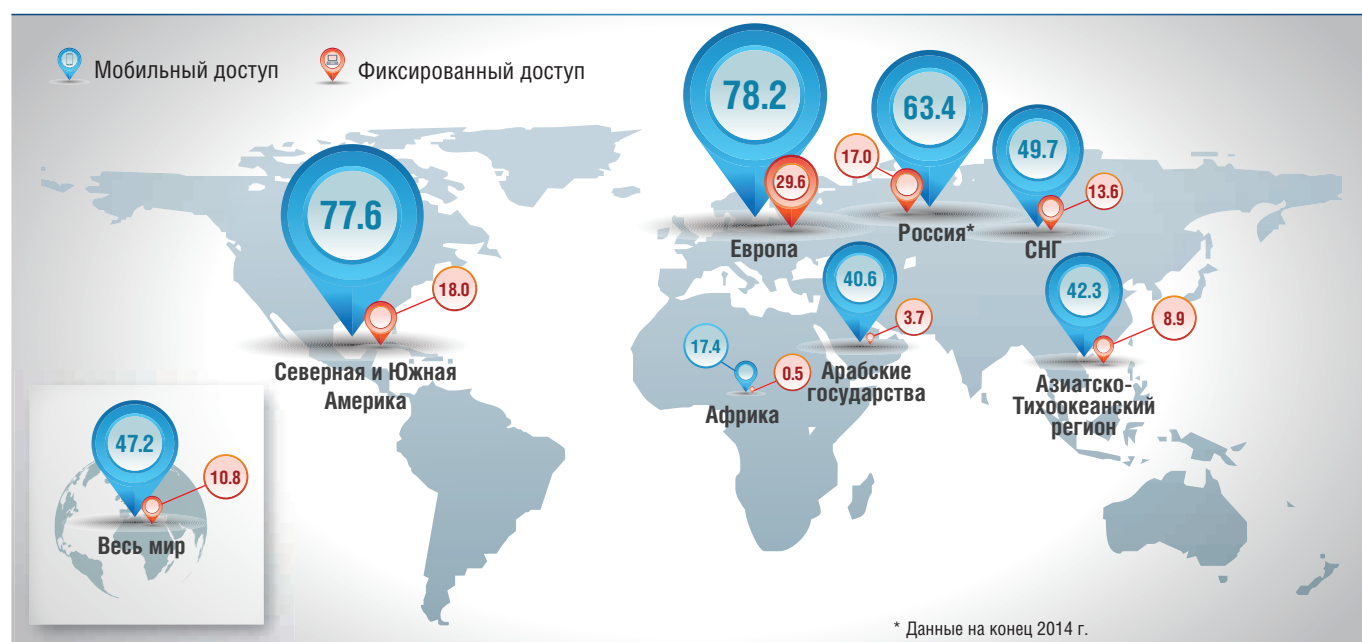 Мобильный доступ
Фиксированный доступ
78.2
63.4
49.7
17.0
29.6
13.6
77.6
Европа
Россия*
СНГ
18.0
40.6
42.3
3.7
8.9
17.4
0.5
Северная и Южная
Америка
Арабские
государства
Африка
Азиатско-
Тихоокеанский
регион
47.2
10.8
Весь мир
* Данные на конец 2014 г.